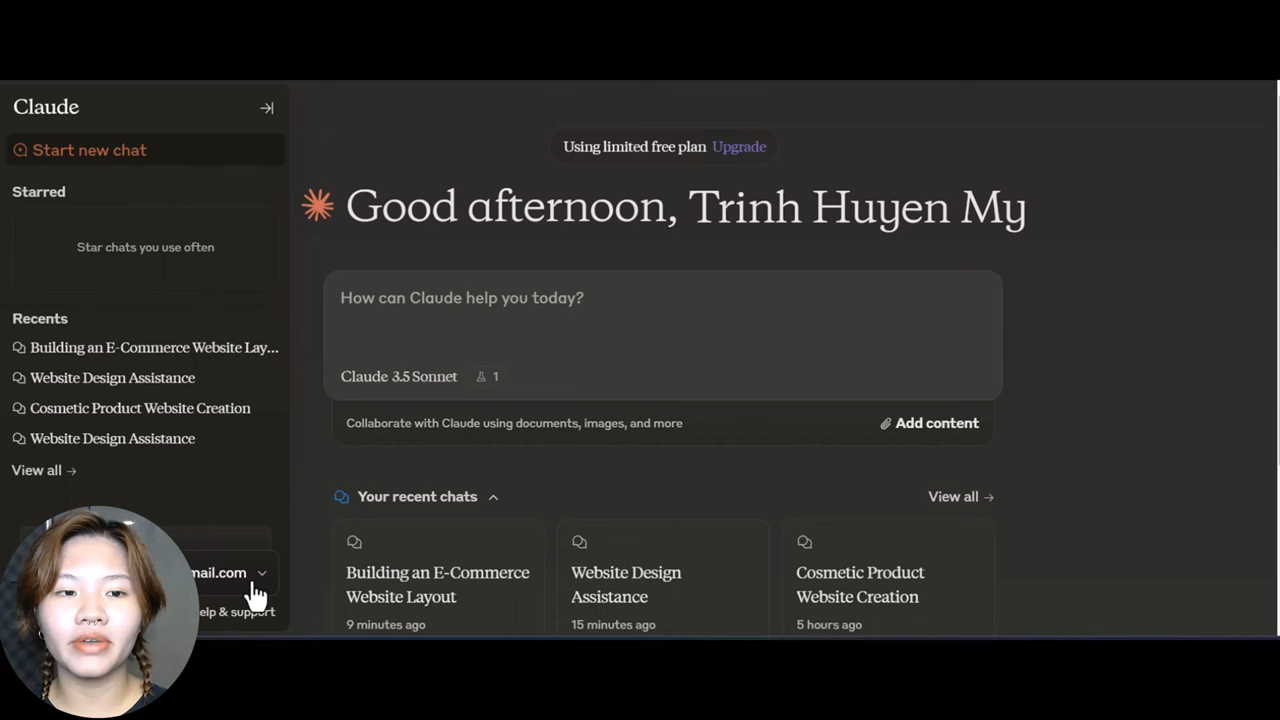 Claude
Start new chat
Starred
Star chats you use often
Recents
Building an E-Commerce Website Lay...
Website Design Assistance
Cosmetic Product Website Creation
Website Design Assistance
View all →
mail.com
elp & support
Using limited free plan Upgrade
Good afternoon, Trinh Huyen My
How can Claude help you today?
Claude 3.5 Sonnet 1
Collaborate with Claude using documents, images, and more Add content
Your recent chats
View all →
Building an E-Commerce
Website Layout
9 minutes ago
Website Design
Assistance
15 minutes ago
Cosmetic Product
Website Creation
5 hours ago